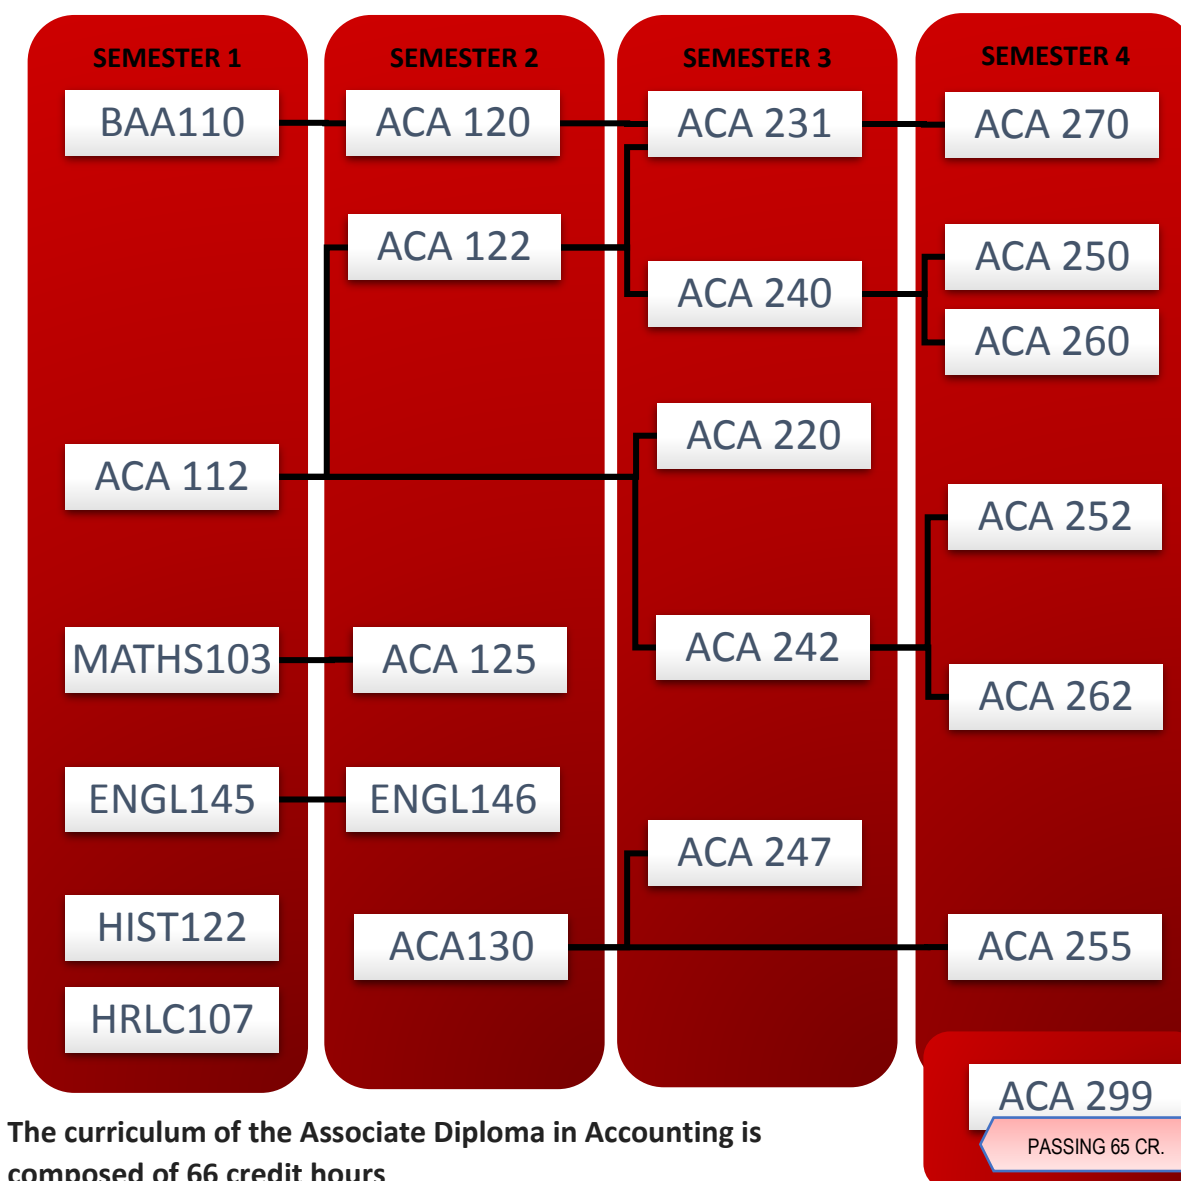 SEMESTER 1
BAA110
ACA 112
MATHS103
ENGL145
HIST122
HRLC107
SEMESTER 2
ACA 120
ACA 122
ACA 125
ENGL146
ACA130
SEMESTER 3
ACA 231
ACA 240
ACA 220
ACA 242
ACA 247
SEMESTER 4
ACA 270
ACA 250
ACA 260
ACA 252
ACA 262
ACA 255
ACA 299
PASSING 65 CR.
The curriculum of the Associate Diploma in Accounting is
composed of 66 credit hours